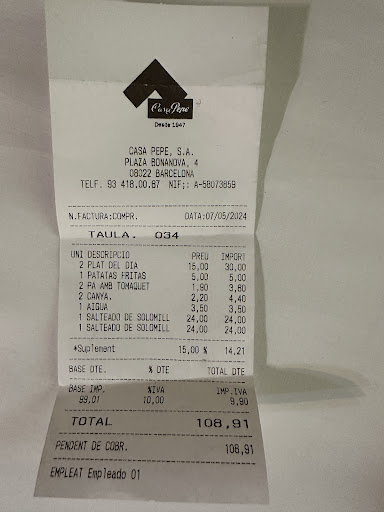 Casa Pepe
Desde 1947
CASA PEPE, S.A.
PLAZA BONANOVA, 4
08022 BARCELONA
TELF. 93 418.00.87 NIF;: A-58073859
N.FACTURA:COMPR. DATA:07/05/2024
TAULA. 034
UNI DESCRIPCIO PREU IMPORT
2 PLAT DEL DIA 15,00 30,00
1 PATATAS FRITAS 5,00 5,00
2 PA AMB TOMAQUET 1,90 3,80
2 CANYA. 2,20 4,40
1 AIGUA 3,50 3,50
1 SALTEADO DE SOLOMILL 24,00 24,00
1 SALTEADO DE SOLOMILL 24,00 24,00
*Suplement 15,00 % 14,21
BASE DTE. % DTE TOTAL DTE
BASE IMP. %IVA IMP.IVA
99,01 10,00 9,90
TOTAL 108,91
PENDENT DE COBR. 108,91
EMPLEAT Empleado 01